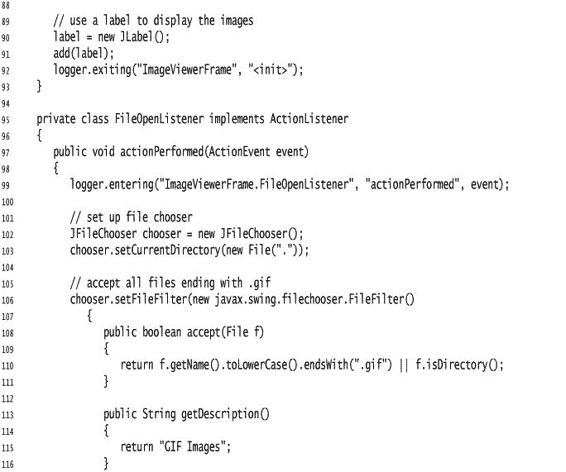 88
89 // use a label to display the images
90 label = new JLabel();
91 add(label);
92 logger.exiting("ImageViewerFrame", "<init>");
93 }
94
95 private class FileOpenListener implements ActionListener
96 {
97 public void actionPerformed(ActionEvent event)
98 {
99 logger.entering("ImageViewerFrame.FileOpenListener", "actionPerformed", event);
100
101 // set up file chooser
102 JFileChooser chooser = new JFileChooser();
103 chooser.setCurrentDirectory(new File("."));
104
105 // accept all files ending with .gif
106 chooser.setFileFilter(new javax.swing.filechooser.FileFilter()
107 {
108 public boolean accept(File f)
109 {
110 return f.getName().toLowerCase().endsWith(".gif") || f.isDirectory();
111 }
112
113 public String getDescription()
114 {
115 return "GIF Images";
116 }